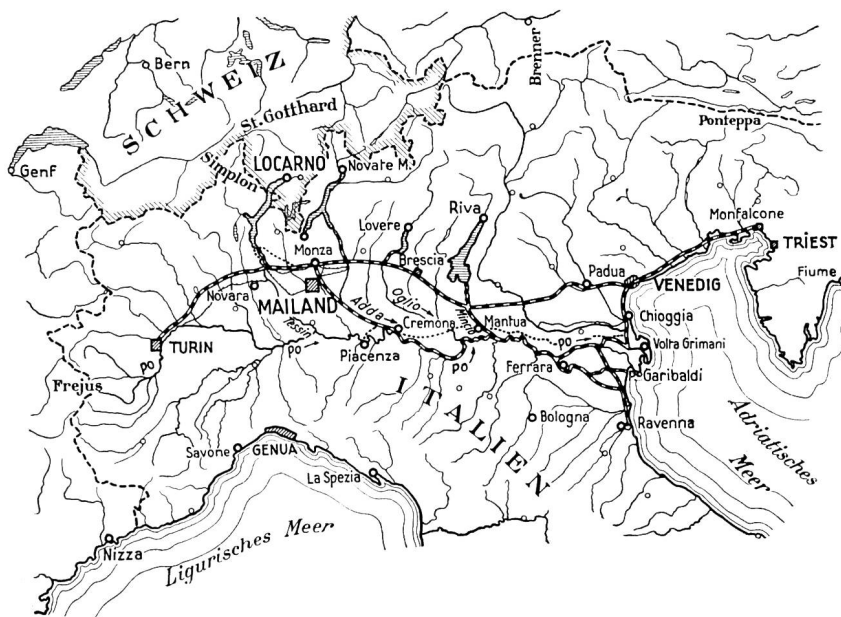 Bern
SCHWEIZ
Brenner
St. Gotthard
Ponteppa
Genf
Simplon
LOCARNO
Novate M.
Lovere
Riva
Monfalcone
TRIEST
Monza
Brescia
Padua
VENEDIG
Fiume
Novara
MAILAND
Adda
Oglio
Mincio
Tessin
Cremona
Mantua
Chioggia
TURIN
po
Piacenza
po
po
Volta Grimani
po
Ferrara
Garibaldi
Frejus
ITALIEN
Bologna
Ravenna
Adriatisches
Meer
Savone
GENUA
La Spezia
Nizza
Ligurisches Meer